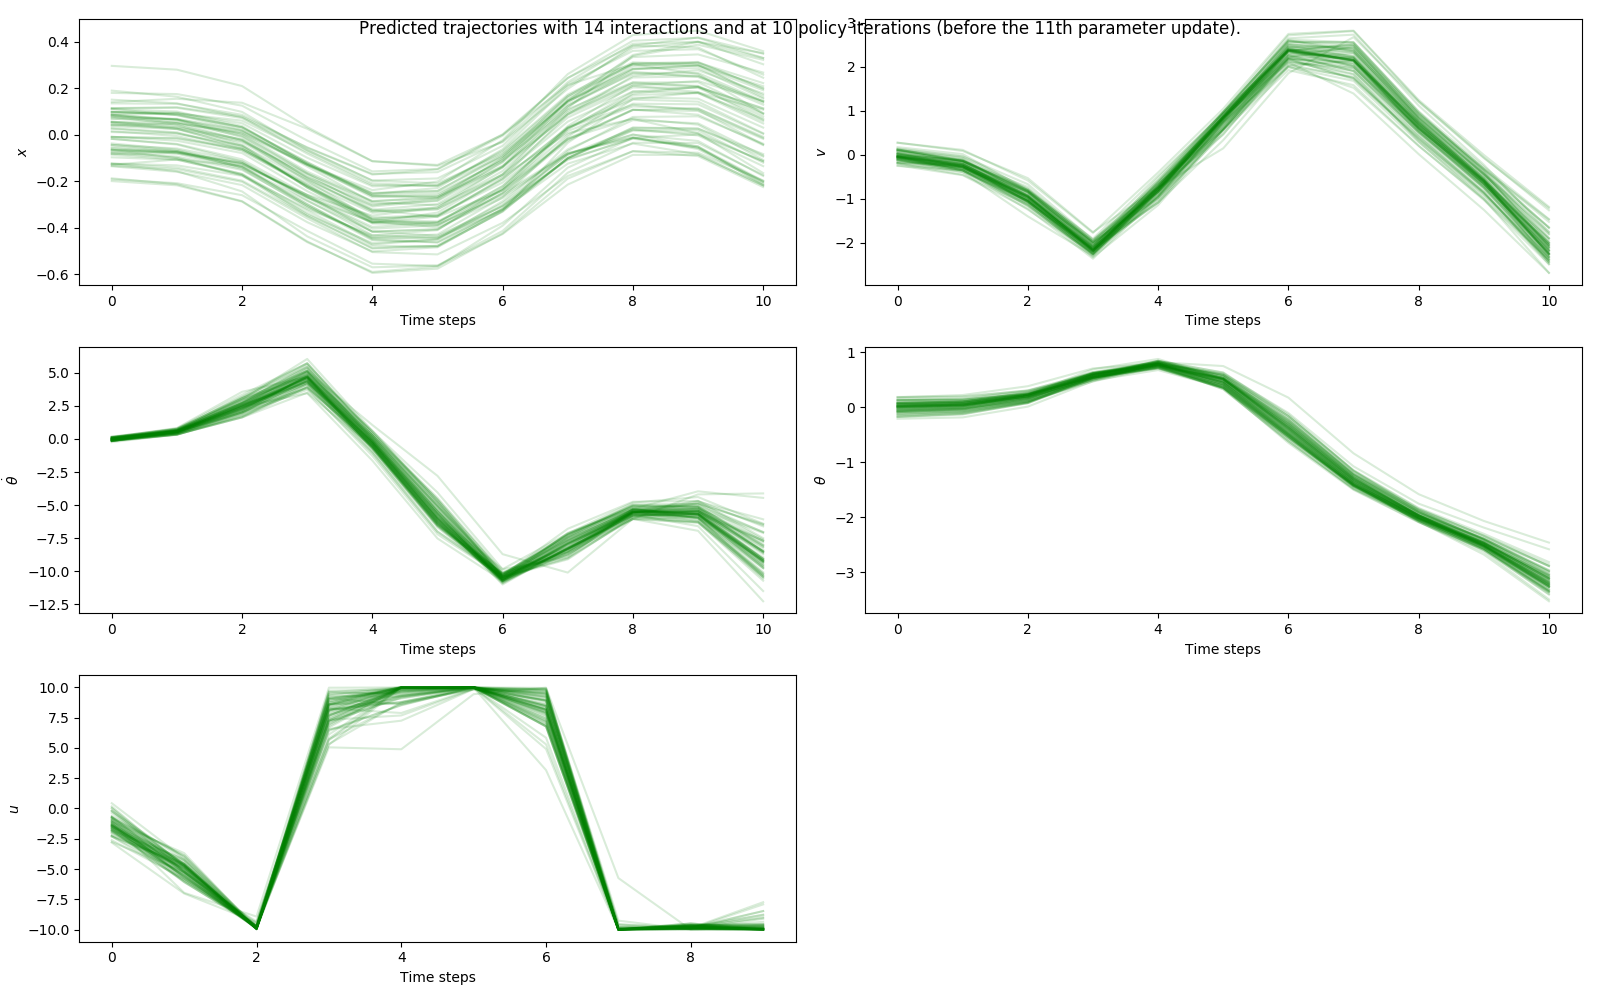 Predicted trajectories with 14 interactions and at 10 policy iterations (before the 11th parameter update).
0.4
0.2
0.0
−0.2
−0.4
−0.6
x
0 2 4 6 8 10
Time steps
3
2
1
0
−1
−2
v
0 2 4 6 8 10
Time steps
5.0
2.5
0.0
−2.5
−5.0
−7.5
−10.0
−12.5
θ̇
0 2 4 6 8 10
Time steps
1
0
−1
−2
−3
θ
0 2 4 6 8 10
Time steps
10.0
7.5
5.0
2.5
0.0
−2.5
−5.0
−7.5
−10.0
u
0 2 4 6 8
Time steps